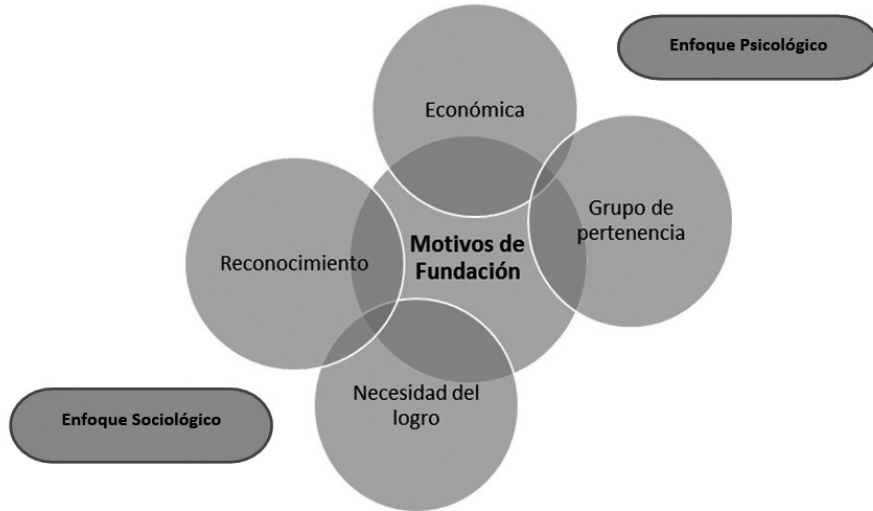 Enfoque Psicológico
Económica
Grupo de
pertenencia
Motivos de
Fundación
Reconocimiento
Necesidad del
logro
Enfoque Sociológico